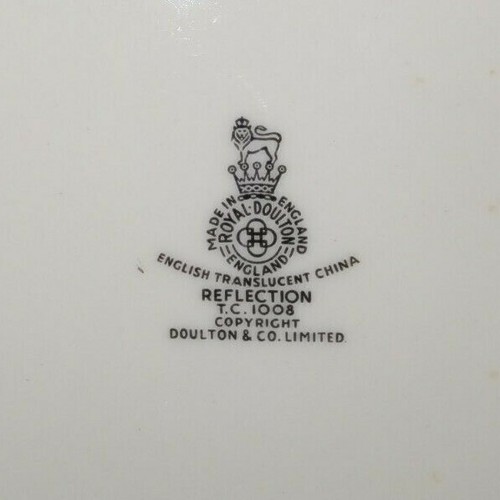 MADE IN ENGLAND
ROYAL·DOULTON
ENGLAND
ENGLISH TRANSLUCENT CHINA
REFLECTION
T.C. 1008
COPYRIGHT
DOULTON & CO. LIMITED